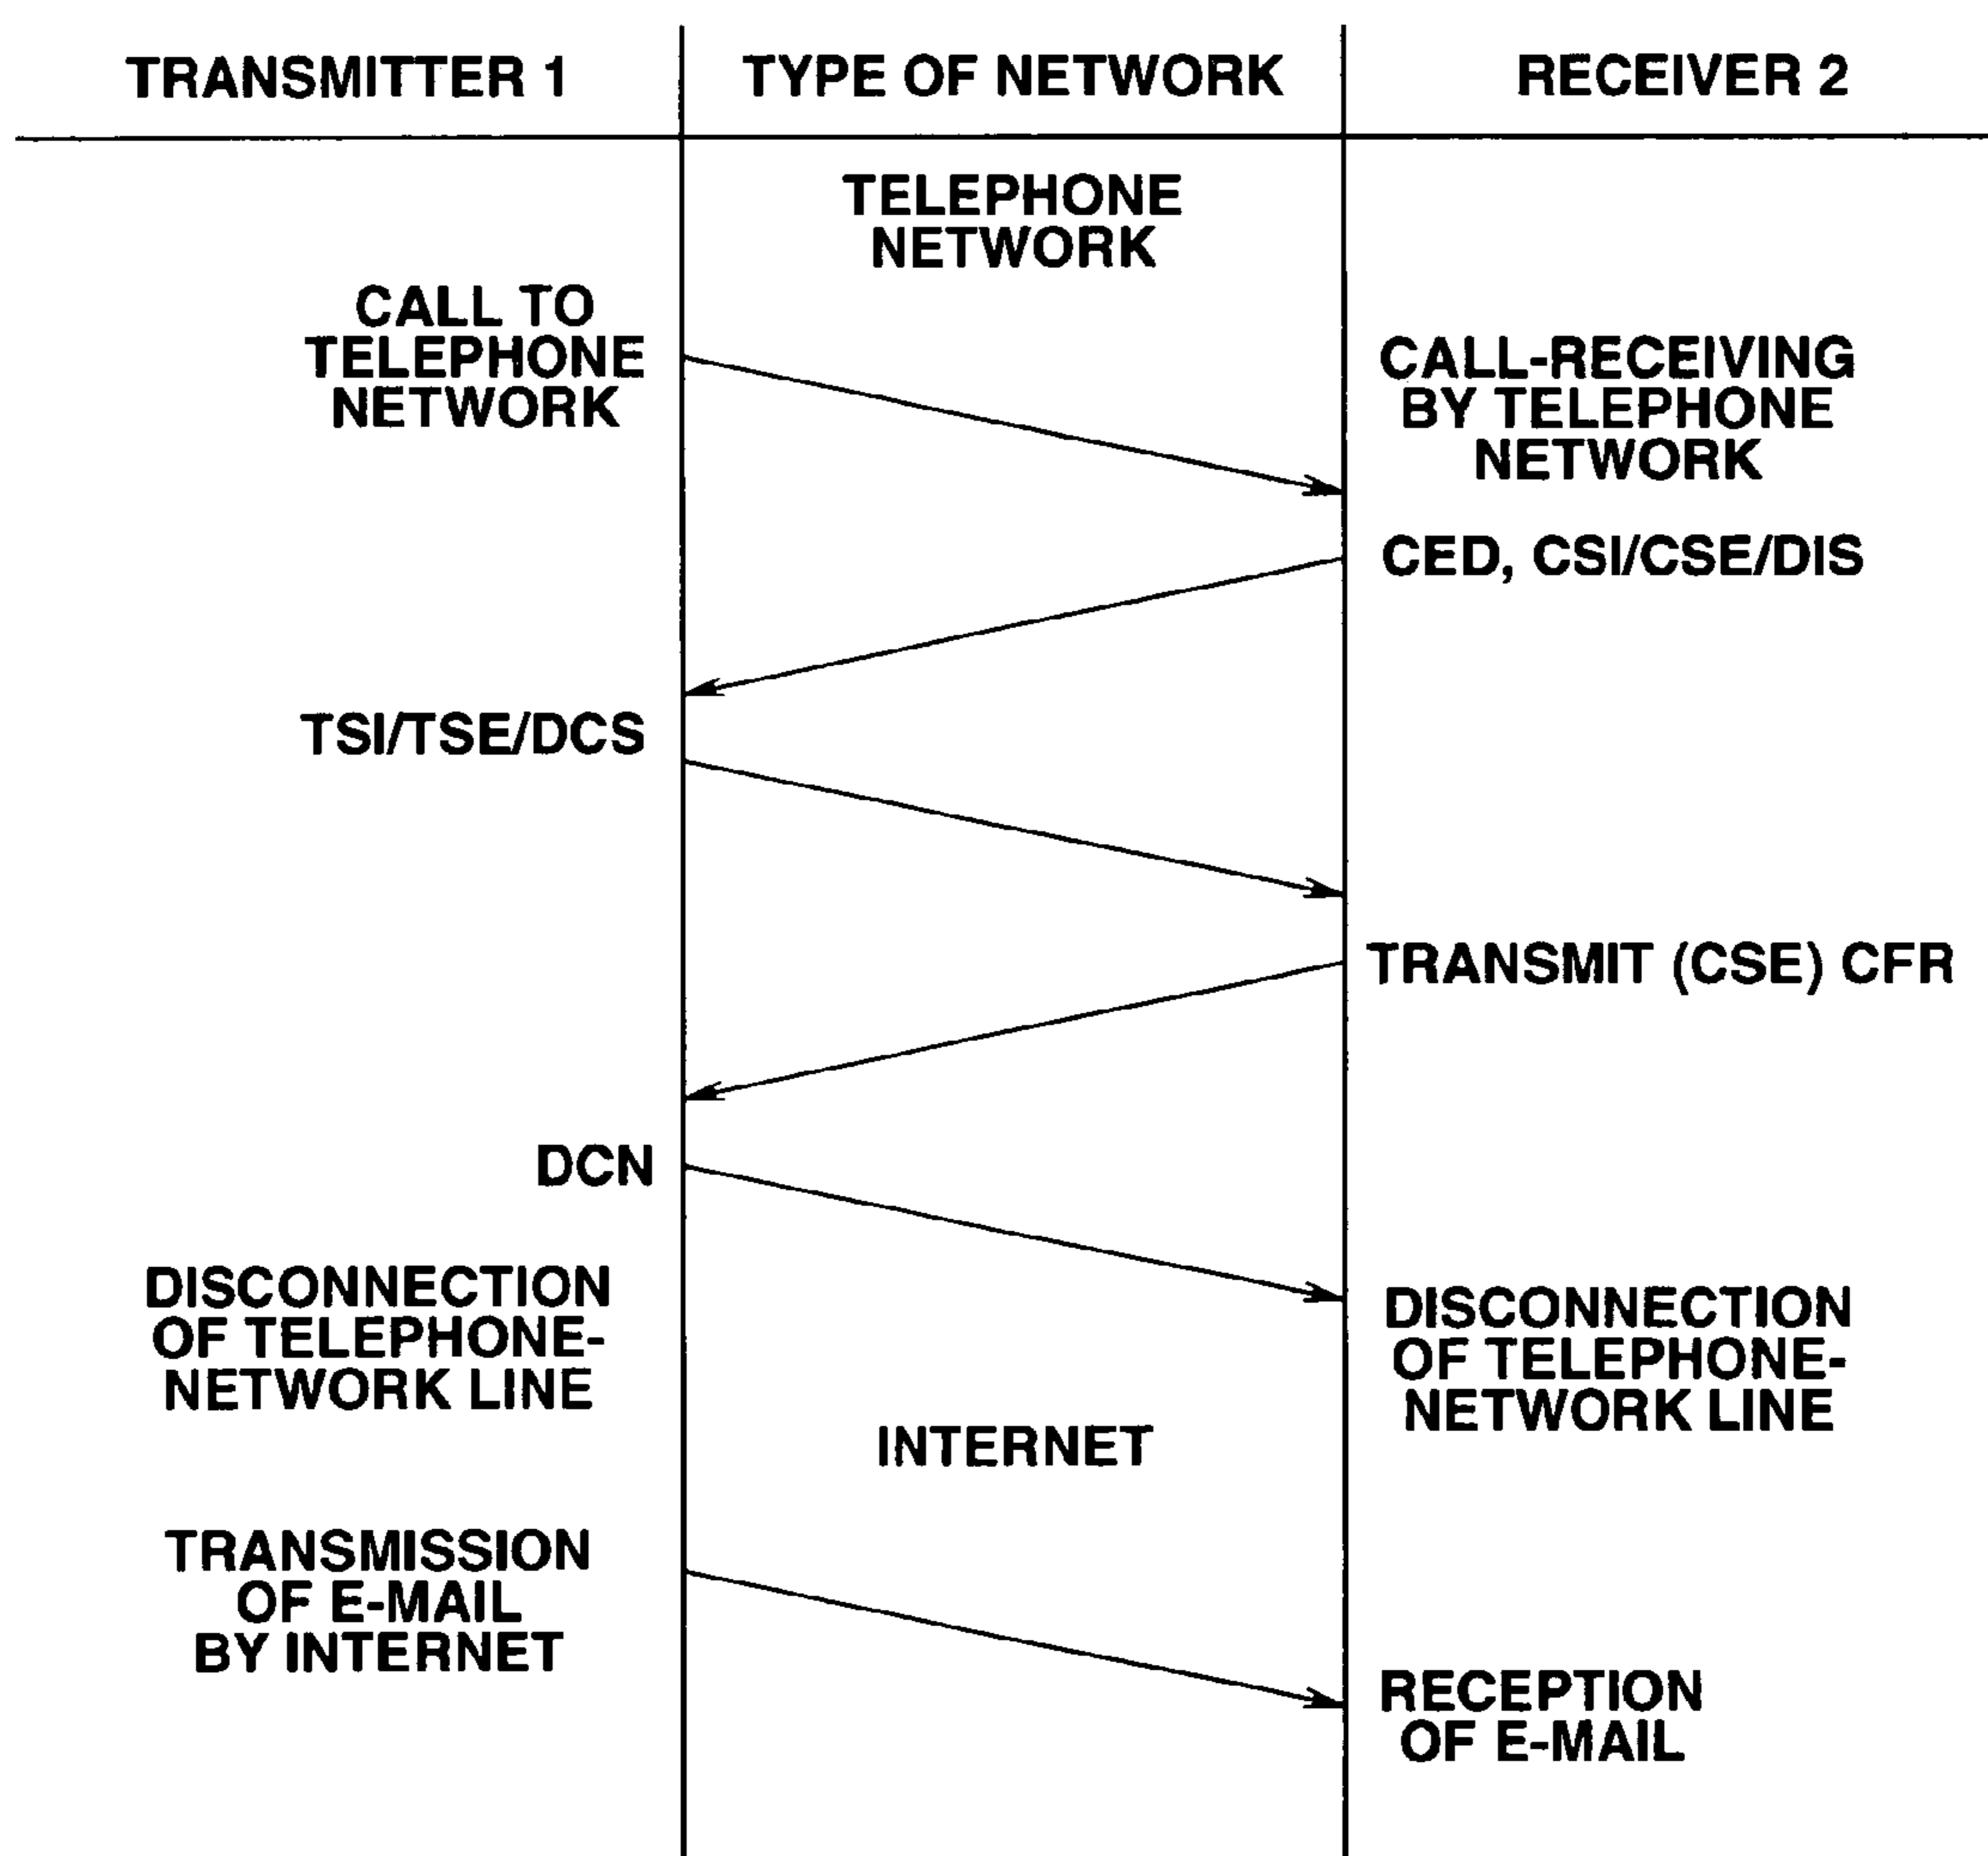 TRANSMITTER 1
TYPE OF NETWORK
RECEIVER 2
TELEPHONE
NETWORK
CALL TO
TELEPHONE
NETWORK
CALL-RECEIVING
BY TELEPHONE
NETWORK
CED, CSI/CSE/DIS
TSI/TSE/DCS
TRANSMIT (CSE) CFR
DCN
DISCONNECTION
OF TELEPHONE-
NETWORK LINE
DISCONNECTION
OF TELEPHONE-
NETWORK LINE
INTERNET
TRANSMISSION
OF E-MAIL
BY INTERNET
RECEPTION
OF E-MAIL